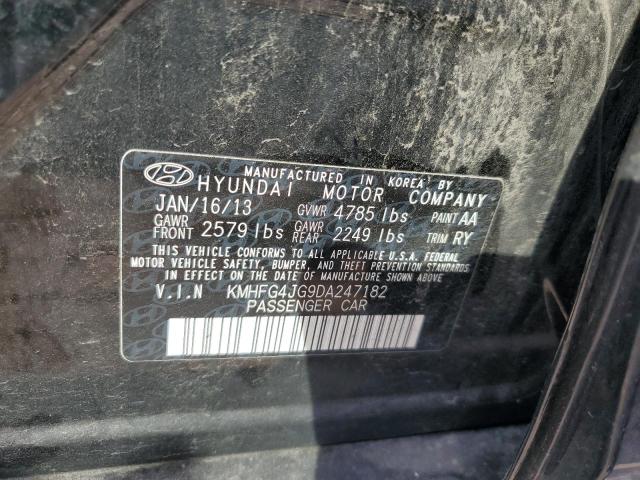 MANUFACTURED IN KOREA BY
HYUNDAI MOTOR COMPANY
JAN/16/13 GVWR 4785 lbs PAINT AA
GAWR FRONT 2579 lbs GAWR REAR 2249 lbs TRIM RY
THIS VEHICLE CONFORMS TO ALL APPLICABLE U.S.A. FEDERAL
MOTOR VEHICLE SAFETY, BUMPER, AND THEFT PREVENTION STANDARDS
IN EFFECT ON THE DATE OF MANUFACTURE SHOWN ABOVE
V.I.N KMHFG4JG9DA247182
PASSENGER CAR